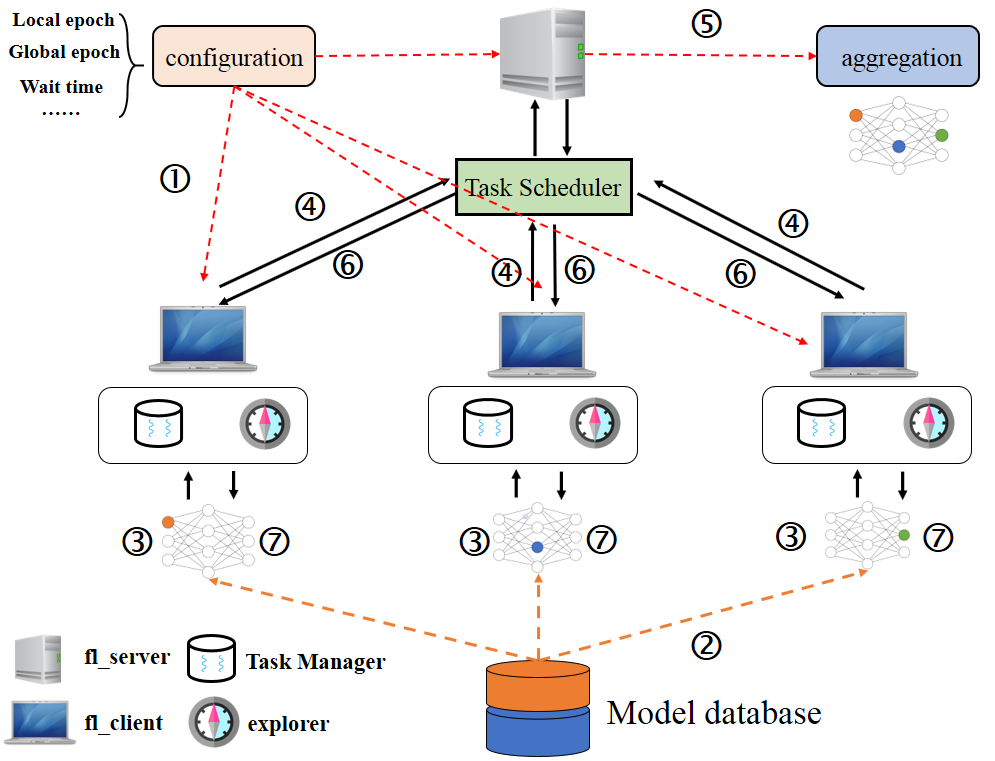 Local epoch
Global epoch
Wait time
……
configuration
⑤
aggregation
①
Task Scheduler
④
④
⑥
④
⑥
⑥
③
⑦
③
⑦
③
⑦
②
fl_server
Task Manager
fl_client
explorer
Model database